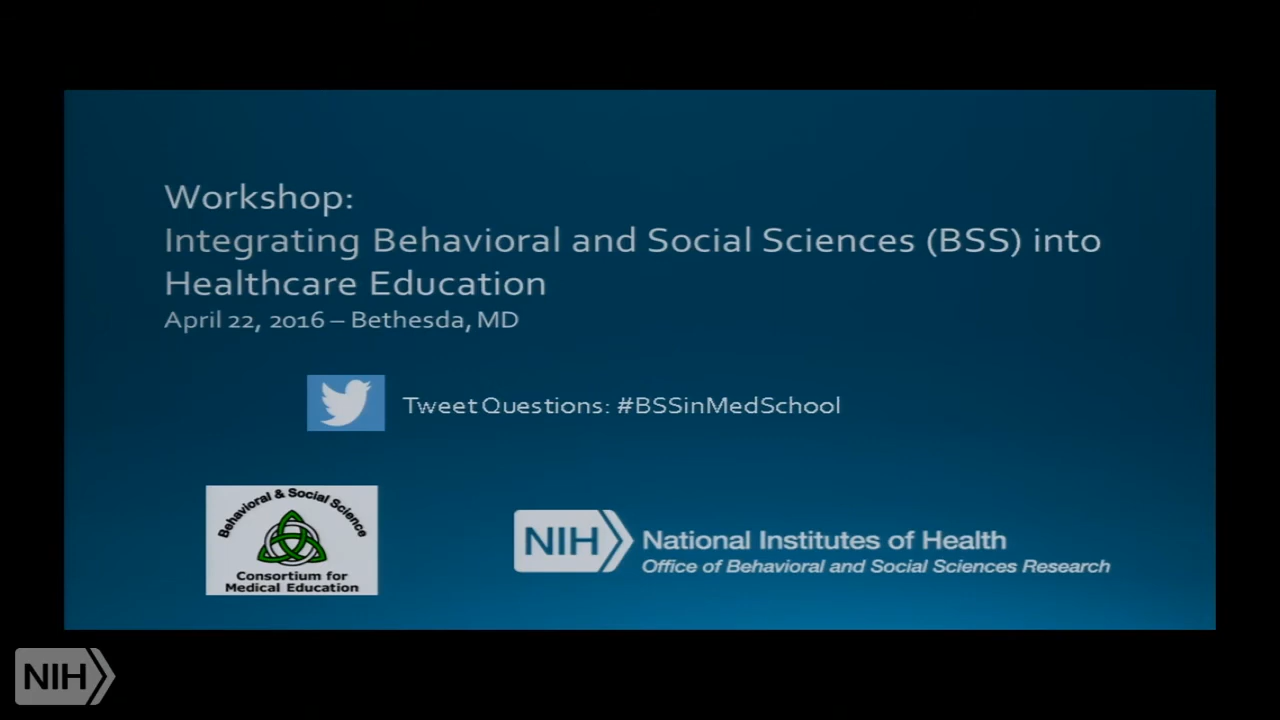 Workshop:
Integrating Behavioral and Social Sciences (BSS) into
Healthcare Education
April 22, 2016 – Bethesda, MD
Tweet Questions: #BSSinMedSchool
Behavioral & Social Science
Consortium for
Medical Education
NIH
National Institutes of Health
Office of Behavioral and Social Sciences Research
NIH